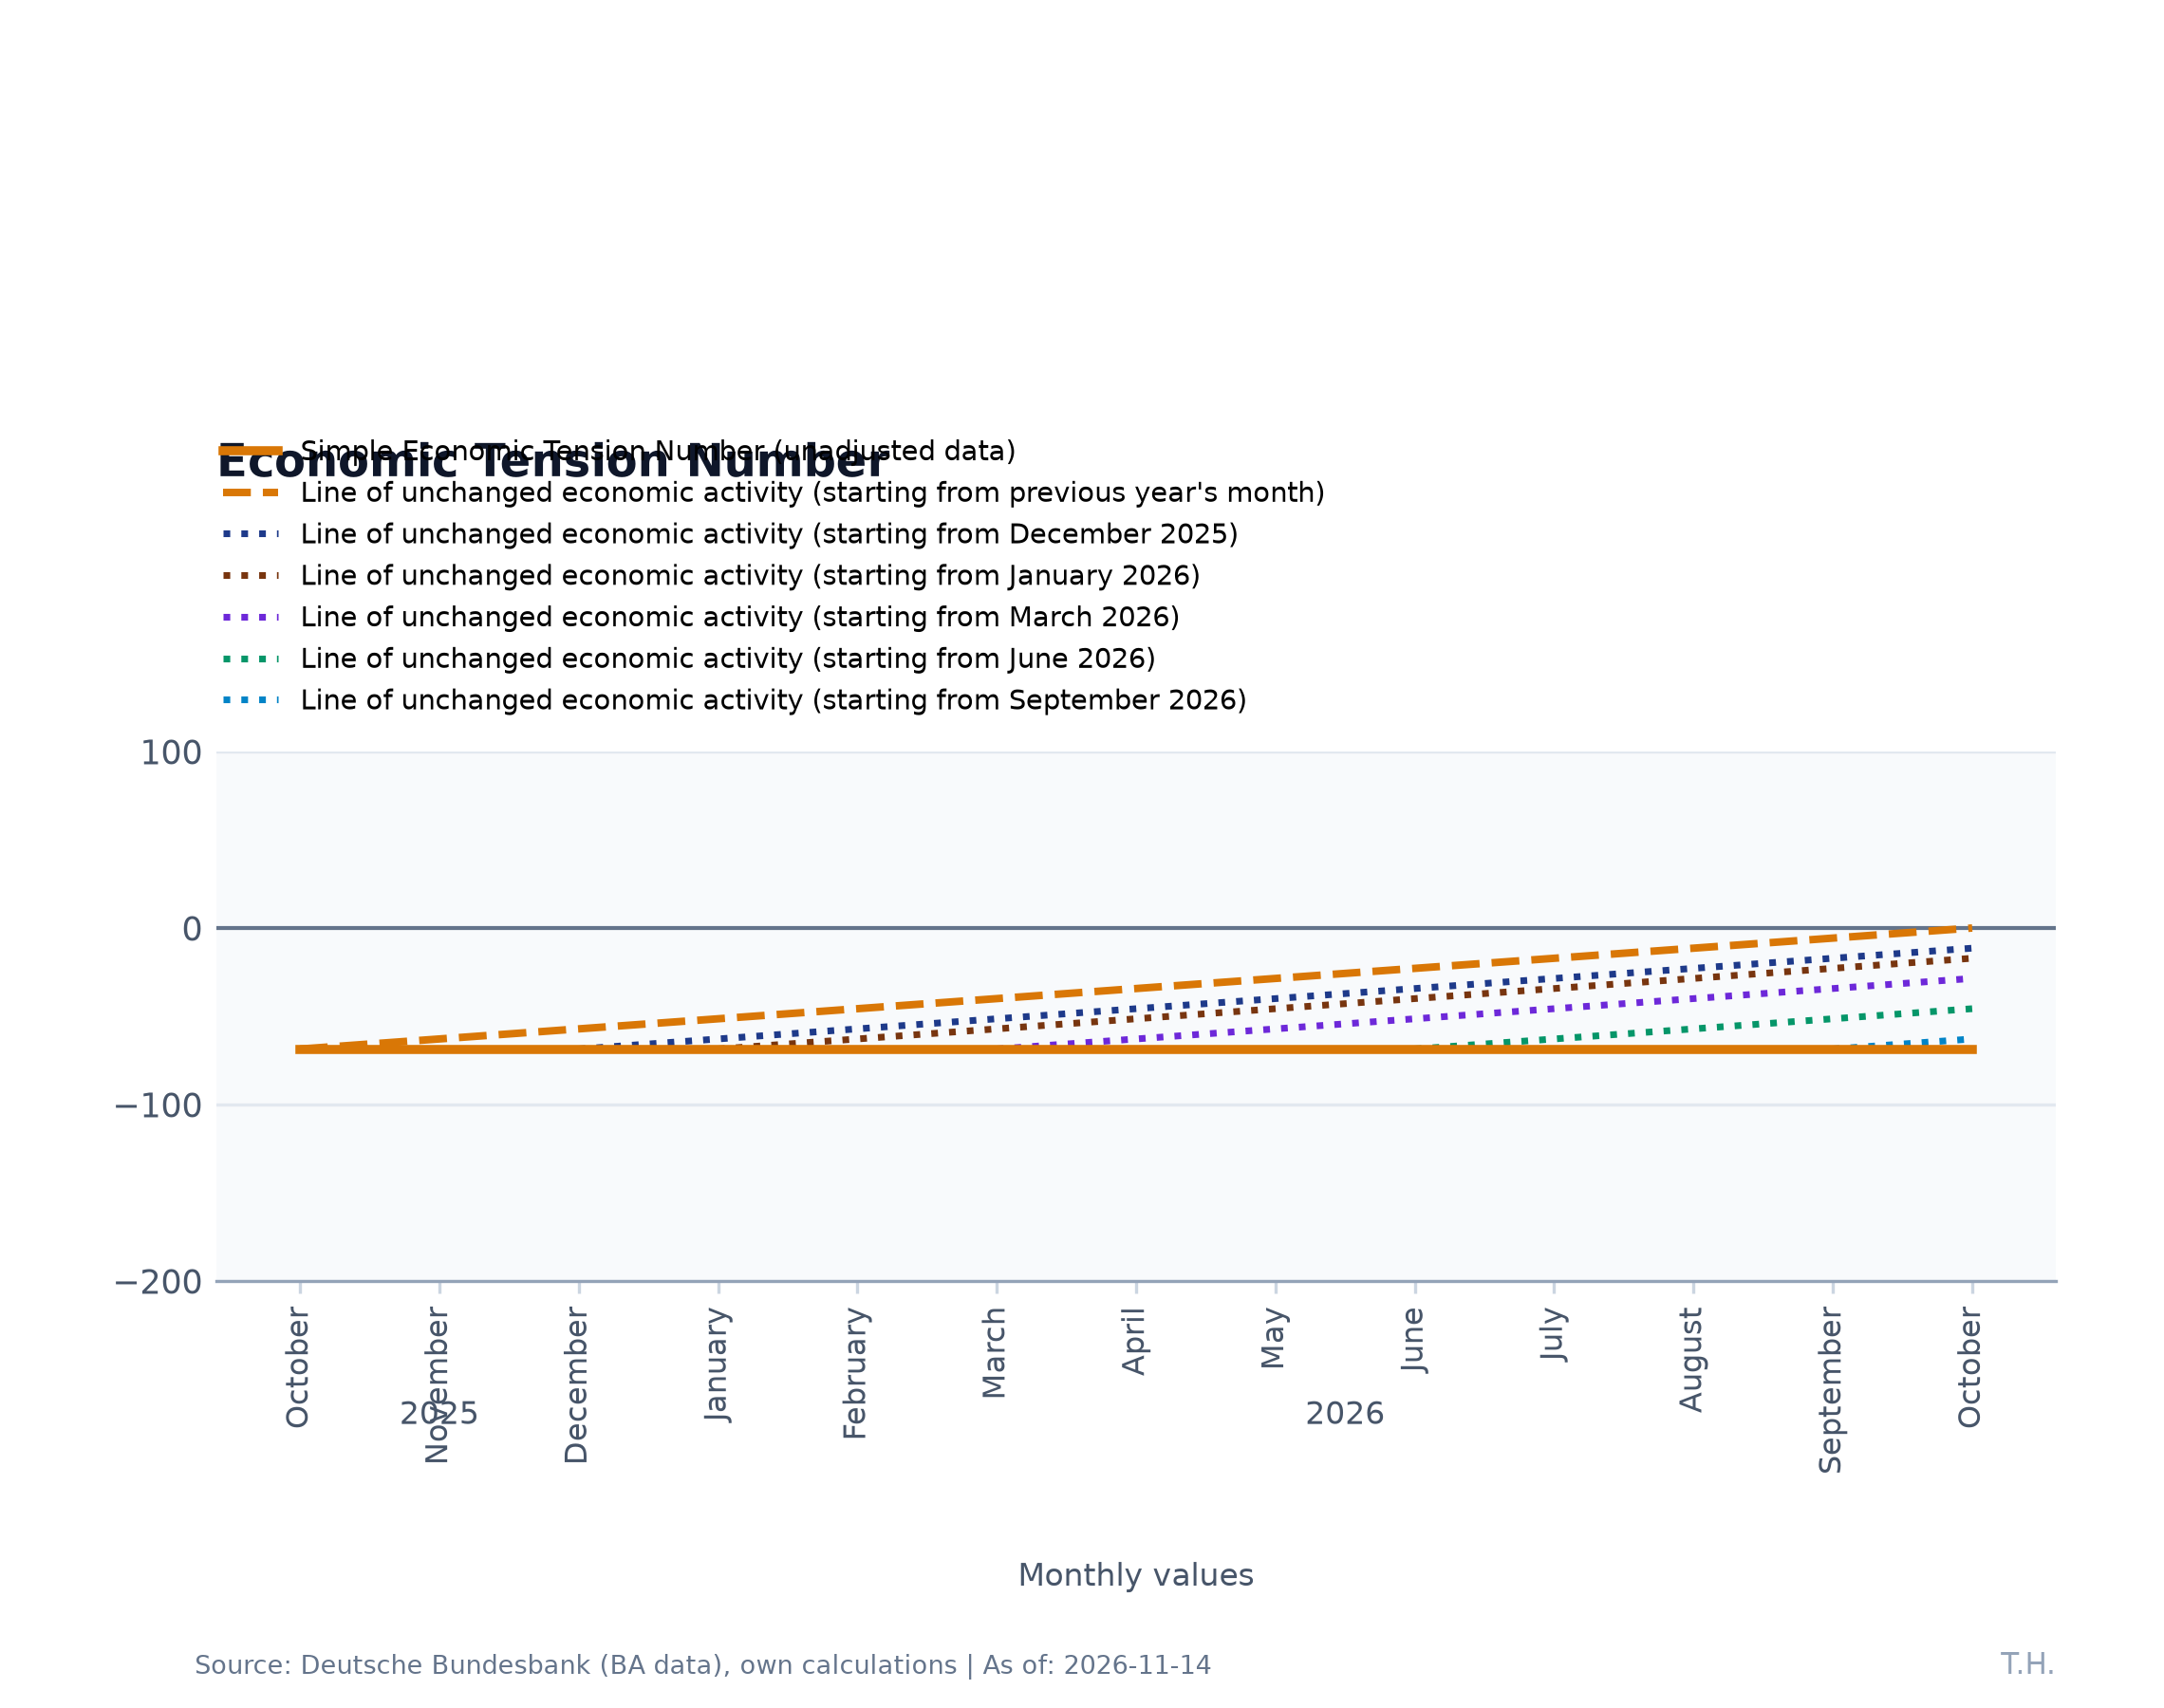 Economic Tension Number
Simple Economic Tension Number (unadjusted data)
Line of unchanged economic activity (starting from previous year's month)
Line of unchanged economic activity (starting from December 2025)
Line of unchanged economic activity (starting from January 2026)
Line of unchanged economic activity (starting from March 2026)
Line of unchanged economic activity (starting from June 2026)
Line of unchanged economic activity (starting from September 2026)
100
0
−100
−200
October
November
December
January
February
March
April
May
June
July
August
September
October
2025
2026
Monthly values
Source: Deutsche Bundesbank (BA data), own calculations | As of: 2026-11-14
T.H.